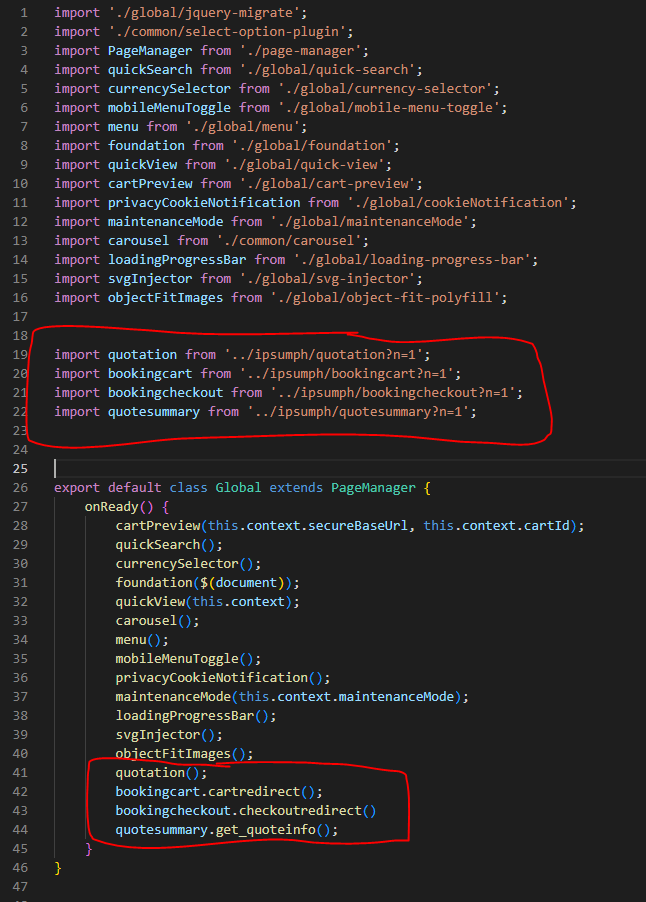 1 import './global/jquery-migrate';
2 import './common/select-option-plugin';
3 import PageManager from './page-manager';
4 import quickSearch from './global/quick-search';
5 import currencySelector from './global/currency-selector';
6 import mobileMenuToggle from './global/mobile-menu-toggle';
7 import menu from './global/menu';
8 import foundation from './global/foundation';
9 import quickView from './global/quick-view';
10 import cartPreview from './global/cart-preview';
11 import privacyCookieNotification from './global/cookieNotification';
12 import maintenanceMode from './global/maintenanceMode';
13 import carousel from './common/carousel';
14 import loadingProgressBar from './global/loading-progress-bar';
15 import svgInjector from './global/svg-injector';
16 import objectFitImages from './global/object-fit-polyfill';
17
18
19 import quotation from '../ipsumph/quotation?n=1';
20 import bookingcart from '../ipsumph/bookingcart?n=1';
21 import bookingcheckout from '../ipsumph/bookingcheckout?n=1';
22 import quotesummary from '../ipsumph/quotesummary?n=1';
23
24
25
26 export default class Global extends PageManager {
27 onReady() {
28 cartPreview(this.context.secureBaseUrl, this.context.cartId);
29 quickSearch();
30 currencySelector();
31 foundation($(document));
32 quickView(this.context);
33 carousel();
34 menu();
35 mobileMenuToggle();
36 privacyCookieNotification();
37 maintenanceMode(this.context.maintenanceMode);
38 loadingProgressBar();
39 svgInjector();
40 objectFitImages();
41 quotation();
42 bookingcart.cartredirect();
43 bookingcheckout.checkoutredirect()
44 quotesummary.get_quoteinfo();
45 }
46 }
47